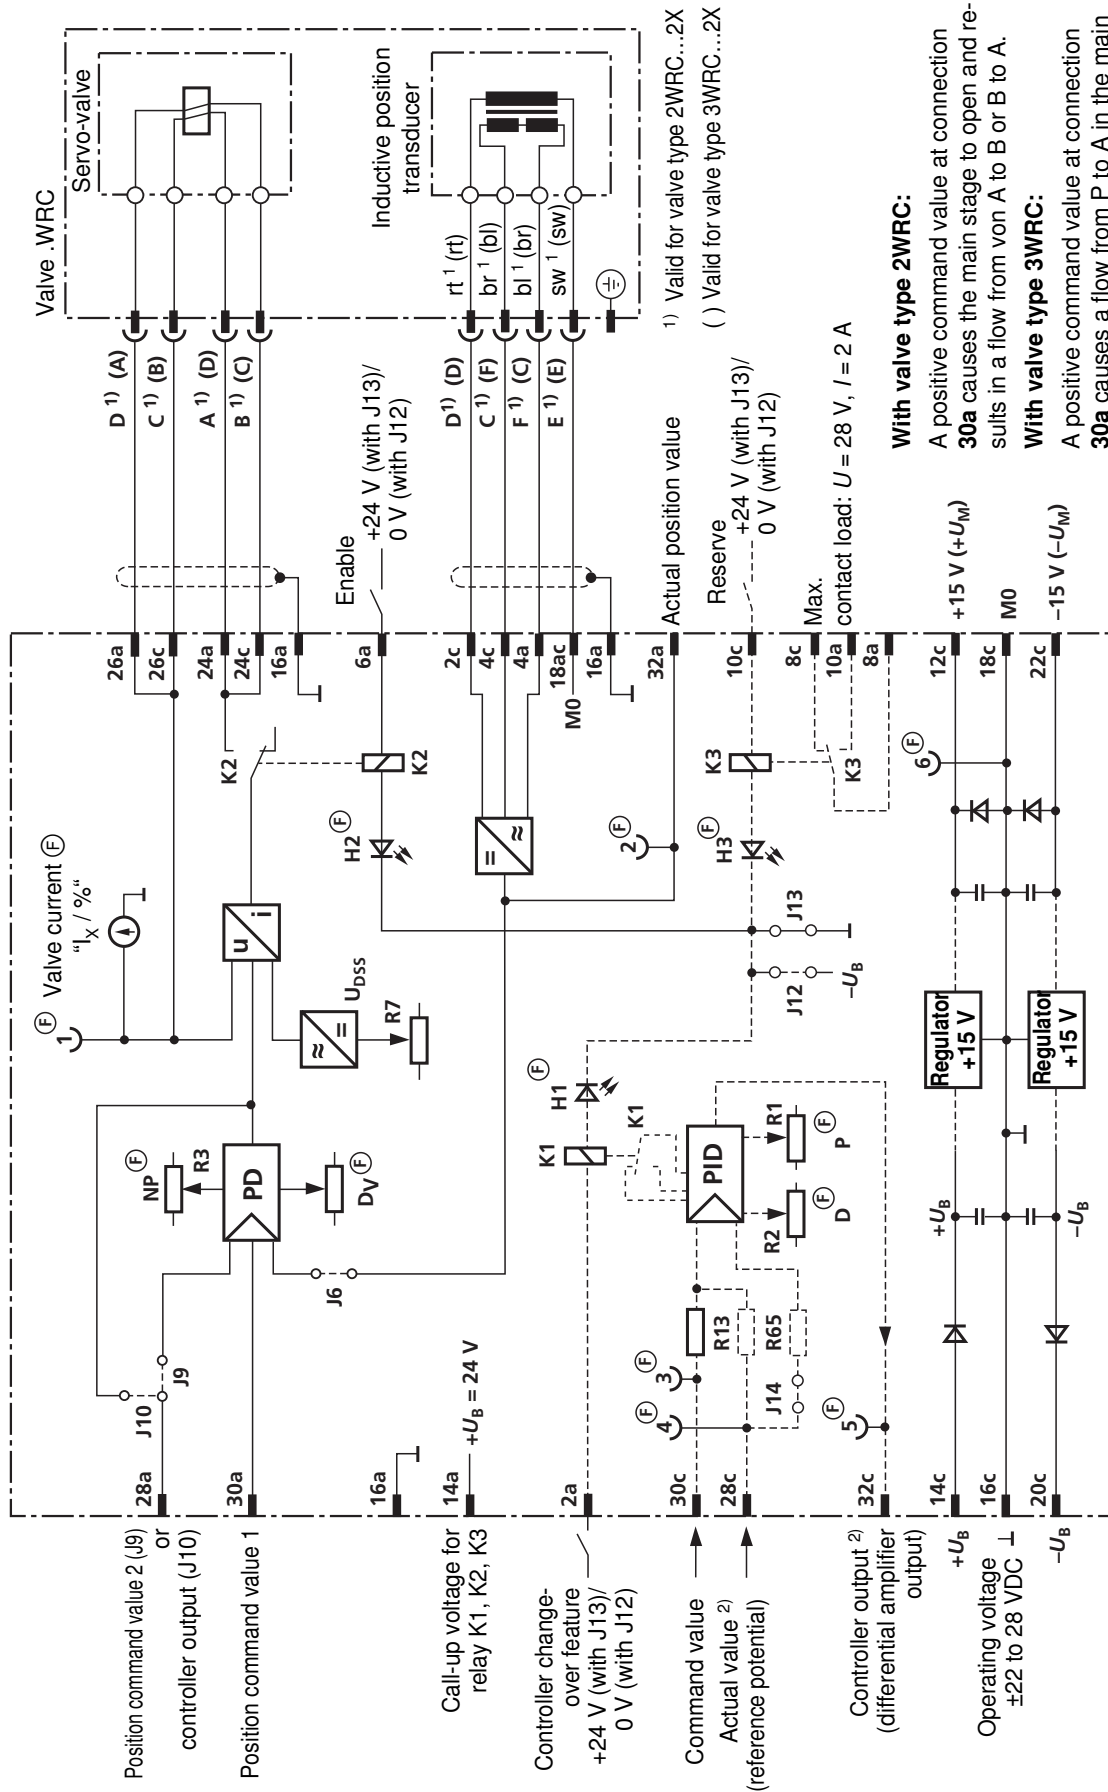 Position command value 2 (J9)
or
controller output (J10)
Position command value 1
Call-up voltage for
relay K1, K2, K3
Controller change-
over feature
+24 V (with J13)/
0 V (with J12)
Command value
Actual value 2)
(reference potential)
Controller output 2)
(differential amplifier
output)
+UB
Operating voltage ⊥
±22 to 28 VDC
–UB
28a
30a
16a
14a
2a
30c
28c
32c
14c
16c
20c
J10
J9
+UB = 24 V
J6
NP
F
R3
PD
DV
F
1
F
Valve current F
"IX / %"
u
i
UDSS
R7
K2
H2
F
K2
2
F
K1
H1
F
K1
PID
R2
D
F
R1
P
F
3
F
4
F
R13
R65
J14
5
F
J12
–UB
J13
H3
F
K3
K3
+UB
–UB
Regulator
+15 V
Regulator
+15 V
6
F
26a
26c
24a
24c
16a
6a
2c
4c
4a
18ac
M0
16a
32a
10c
8c
10a
8a
12c
18c
22c
Enable
+24 V (with J13)/
0 V (with J12)
Actual position value
Reserve
+24 V (with J13)/
0 V (with J12)
Max.
contact load: U = 28 V, I = 2 A
+15 V (+UM)
M0
–15 V (–UM)
D 1) (A)
C 1) (B)
A 1) (D)
B 1) (C)
D1) (D)
C 1) (F)
F 1) (C)
E 1) (E)
Valve .WRC
Servo-valve
Inductive position
transducer
rt 1 (rt)
br 1 (bl)
bl 1 (br)
sw 1 (sw)
1) Valid for valve type 2WRC...2X
( ) Valid for valve type 3WRC...2X
With valve type 2WRC:
A positive command value at connection
30a causes the main stage to open and re-
sults in a flow from von A to B or B to A.
With valve type 3WRC:
A positive command value at connection
30a causes a flow from P to A in the main